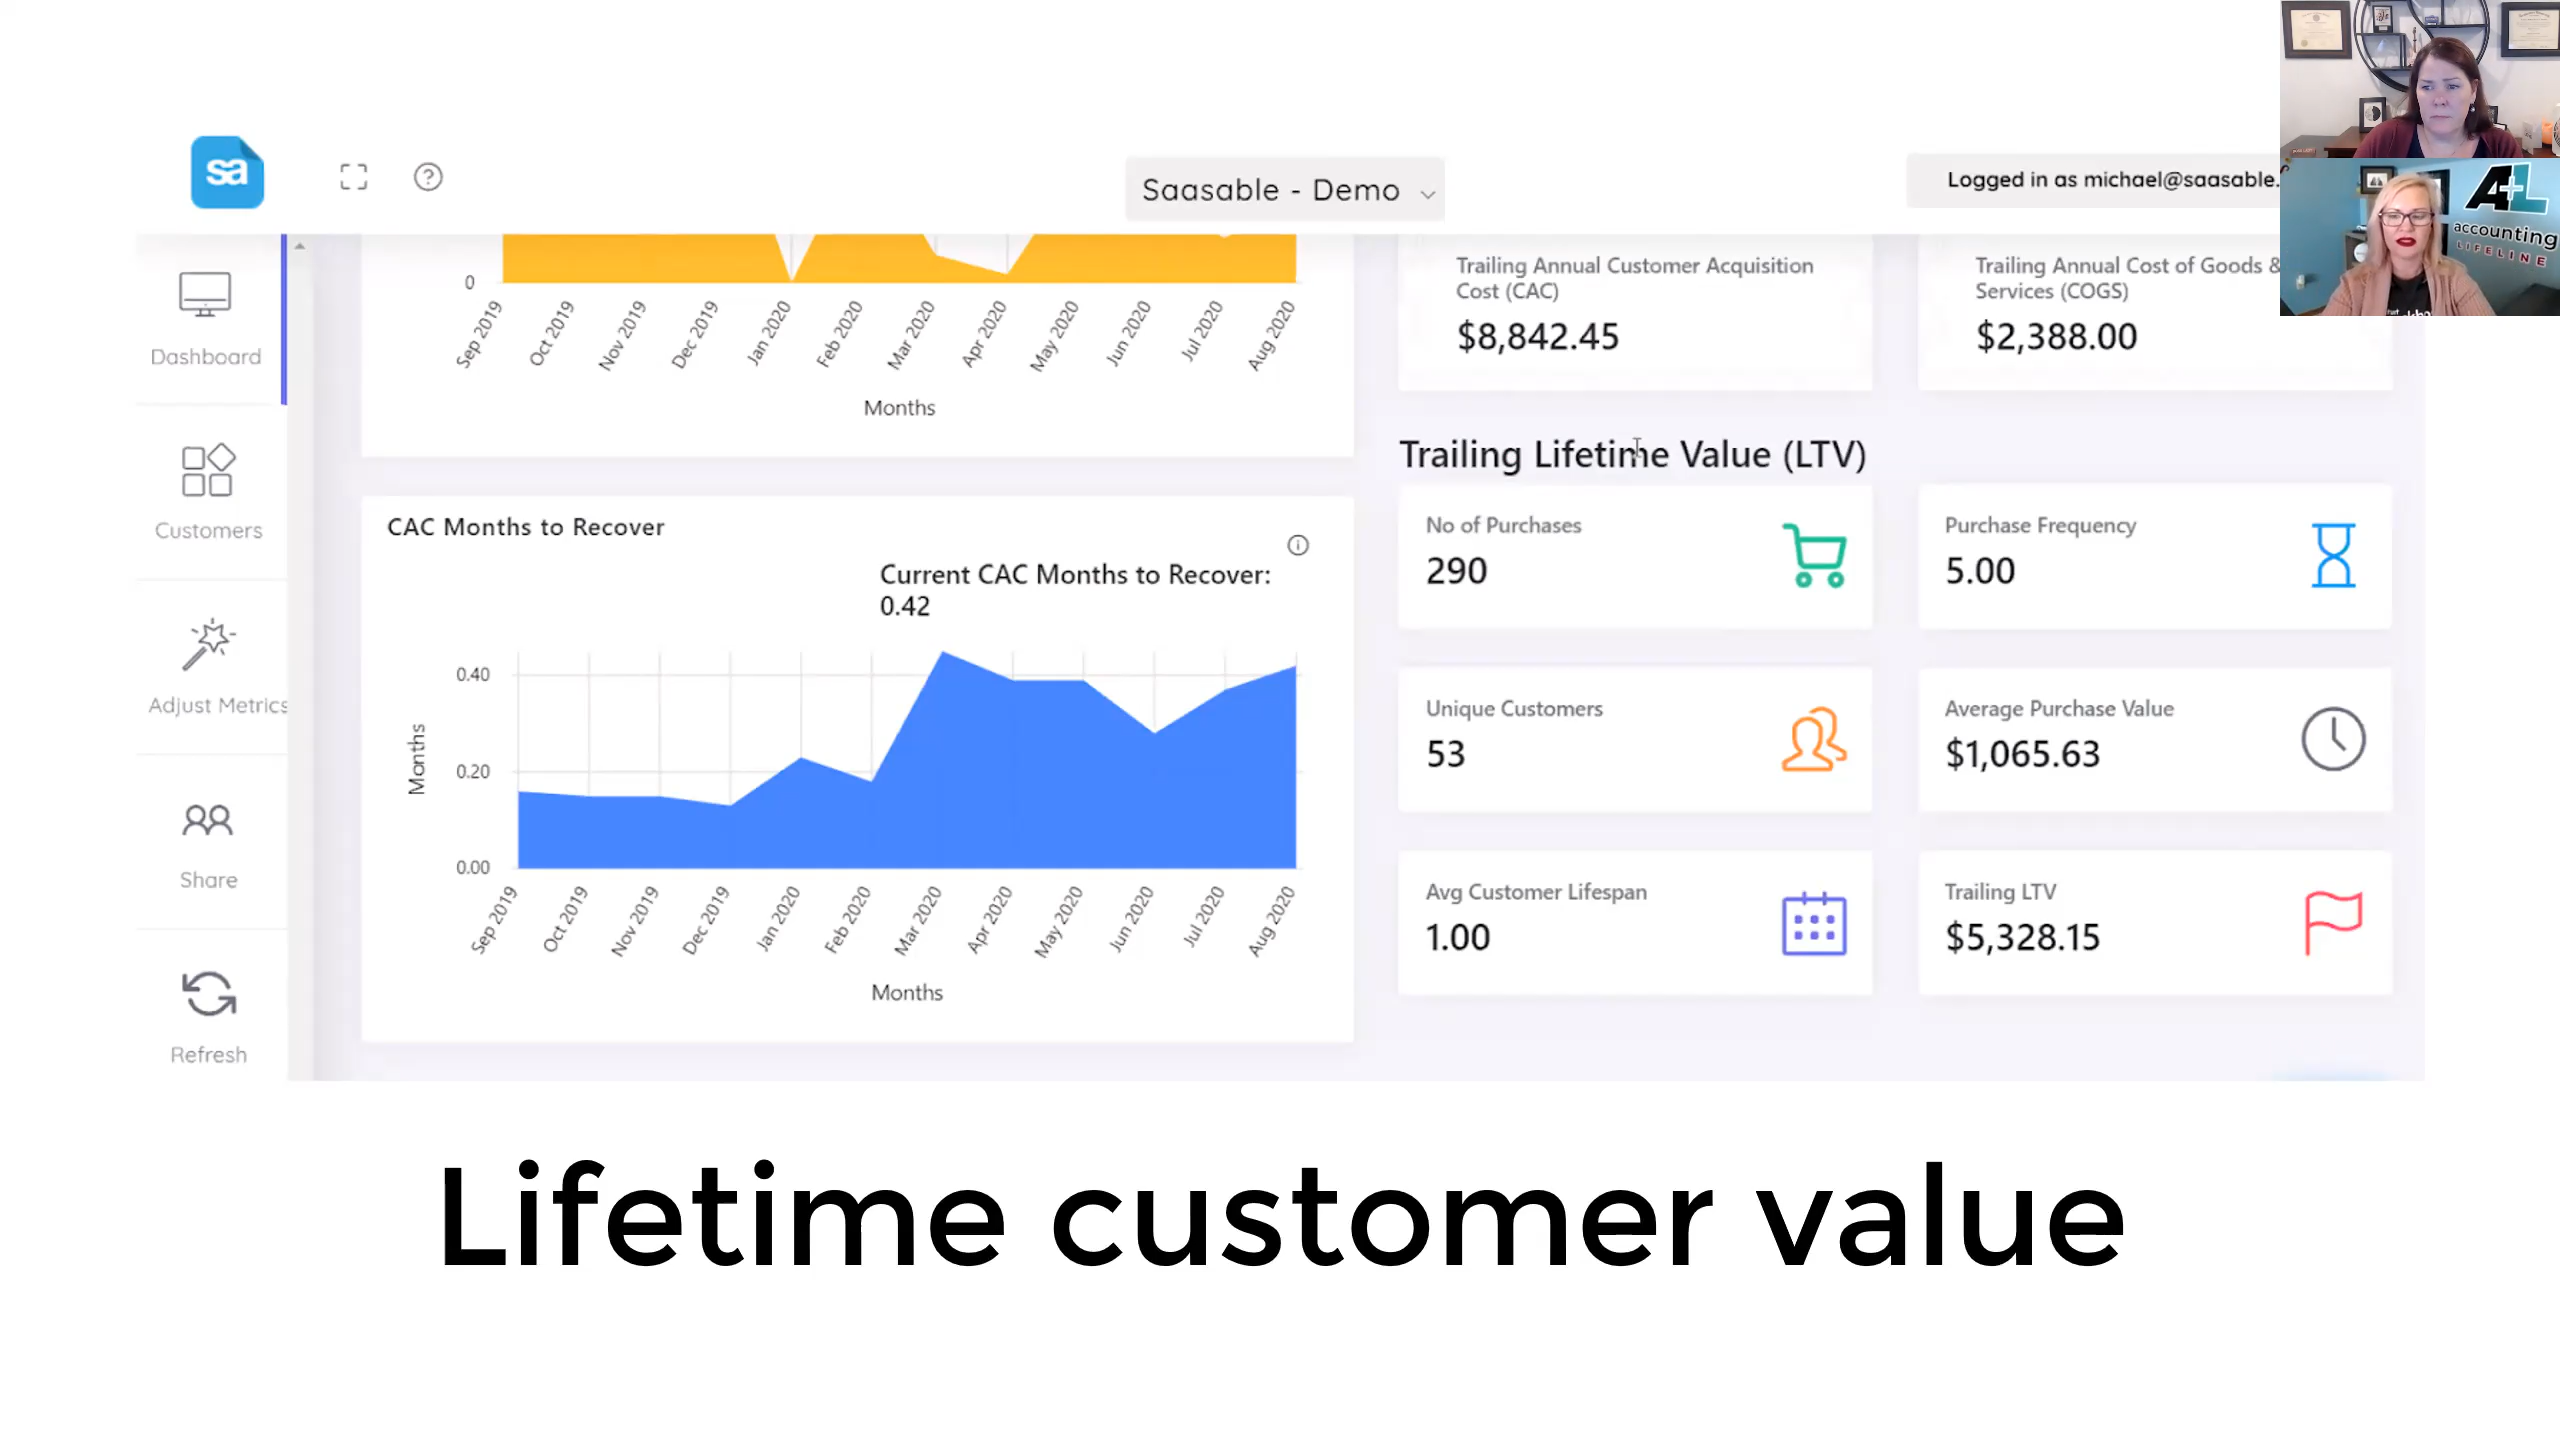 sa
Saasable - Demo
Logged in as michael@saasable.
A+L
accounting
LIFELINE
Dashboard
Customers
Adjust Metrics
Share
Refresh
0
Sep 2019
Oct 2019
Nov 2019
Dec 2019
Jan 2020
Feb 2020
Mar 2020
Apr 2020
May 2020
Jun 2020
Jul 2020
Aug 2020
Months
CAC Months to Recover
Current CAC Months to Recover:
0.42
Months
0.40
0.20
0.00
Sep 2019
Oct 2019
Nov 2019
Dec 2019
Jan 2020
Feb 2020
Mar 2020
Apr 2020
May 2020
Jun 2020
Jul 2020
Aug 2020
Months
Trailing Annual Customer Acquisition
Cost (CAC)
$8,842.45
Trailing Annual Cost of Goods &
Services (COGS)
$2,388.00
Trailing Lifetime Value (LTV)
No of Purchases
290
Purchase Frequency
5.00
Unique Customers
53
Average Purchase Value
$1,065.63
Avg Customer Lifespan
1.00
Trailing LTV
$5,328.15
Lifetime customer value